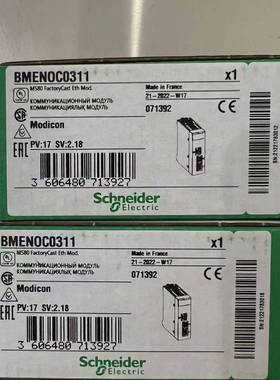 BMENOC0311 x1
M580 FactoryCast Eth Mod.
Made in France
21-2022-W17
КОММУНИКАЦИОННЫЙ МОДУЛЬ
КОММУНИКАЦИЯЛЫҚ МОДУЛЬ
071392
CE
Modicon
EAC
PV:17 SV:2.18
3 606480 713927
Schneider
Electric
BMENOC0311 x1
M580 FactoryCast Eth Mod.
Made in France
21-2022-W17
КОММУНИКАЦИОННЫЙ МОДУЛЬ
КОММУНИКАЦИЯЛЫҚ МОДУЛЬ
071392
CE
Modicon
EAC
PV:17 SV:2.18
3 606480 713927
Schneider
Electric